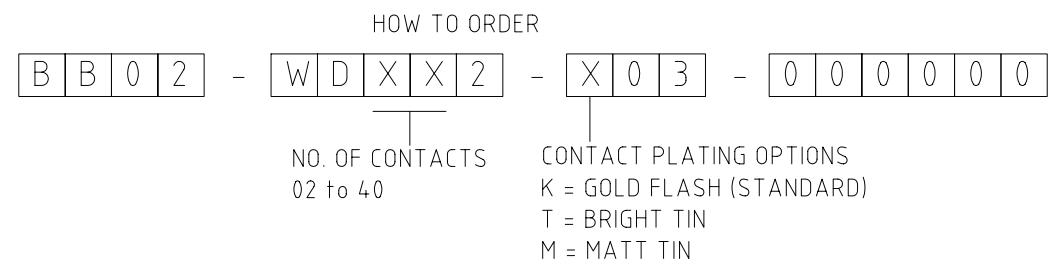 HOW TO ORDER
BB02 - WDXX2 - X03 - 000000
NO. OF CONTACTS
02 to 40
CONTACT PLATING OPTIONS
K = GOLD FLASH (STANDARD)
T = BRIGHT TIN
M = MATT TIN